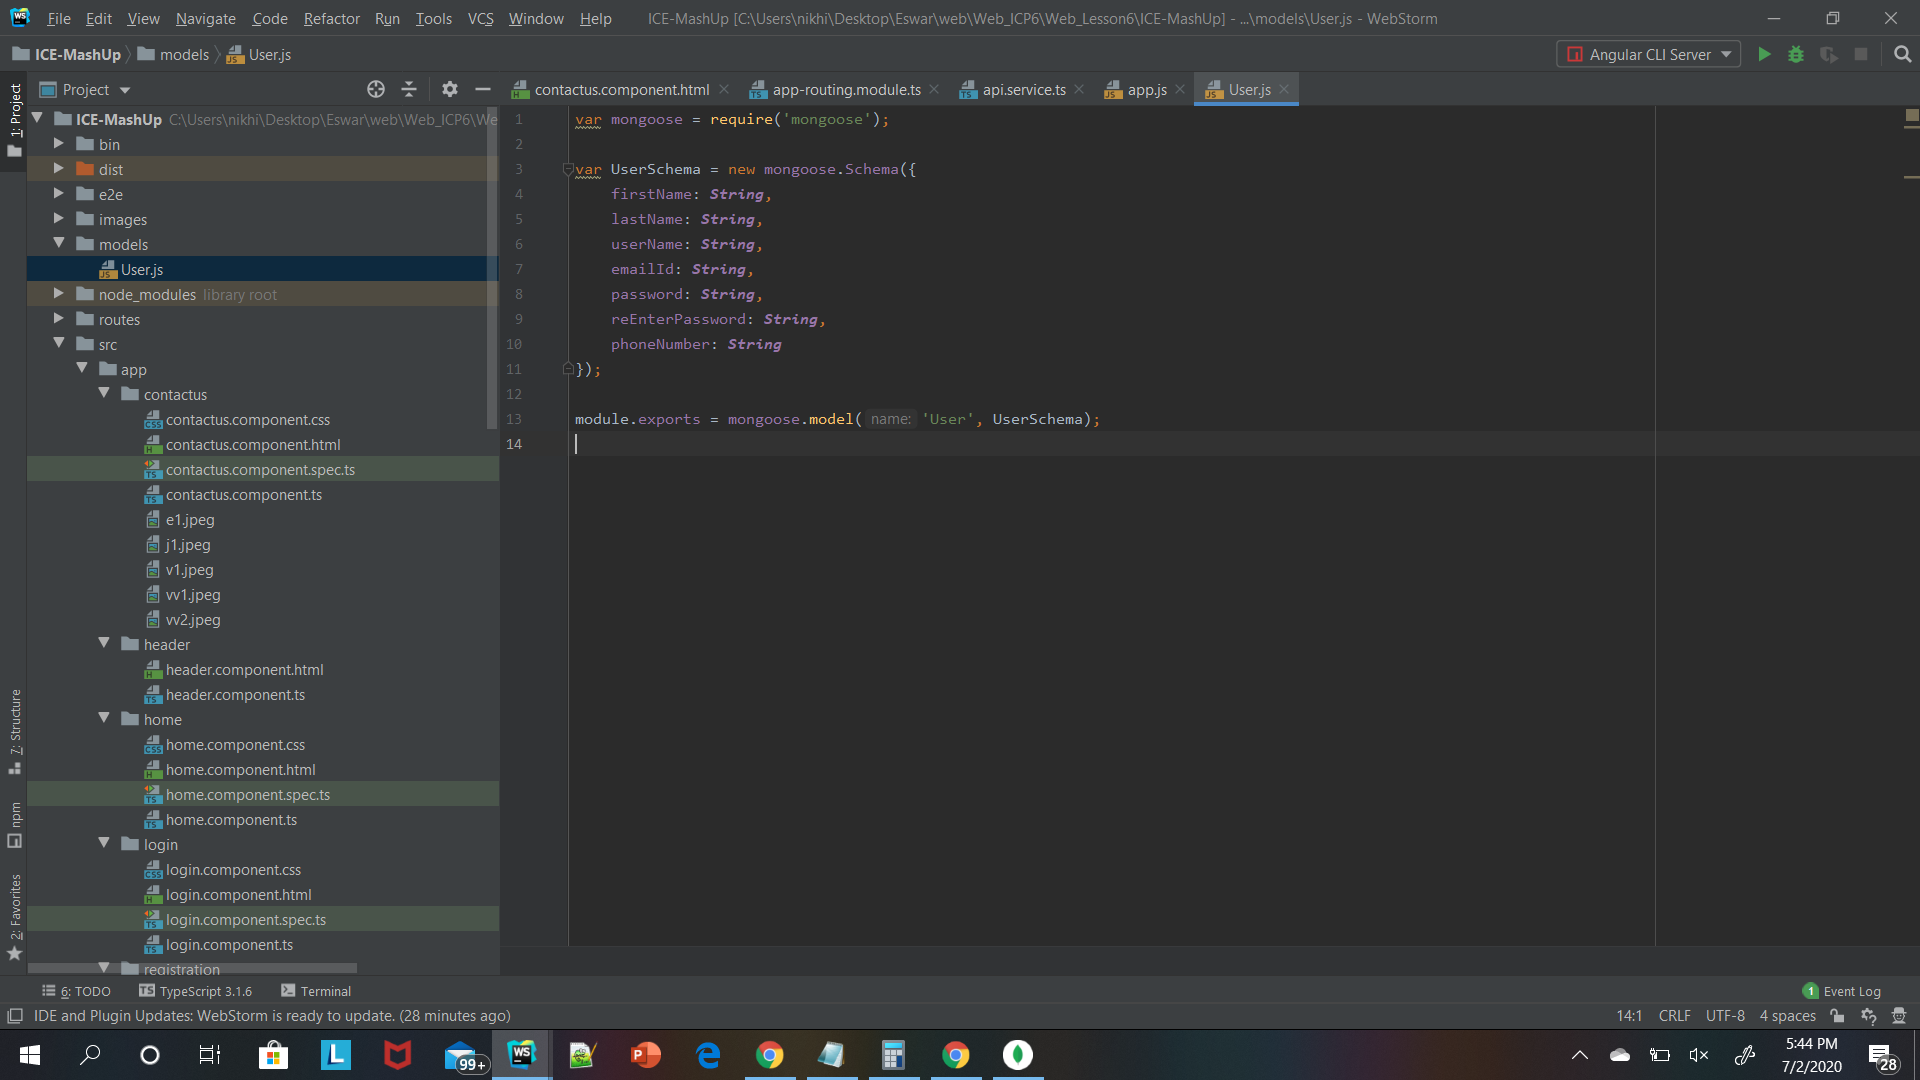 File Edit View Navigate Code Refactor Run Tools VCS Window Help ICE-MashUp [C:\Users\nikhi\Desktop\Eswar\web\Web_ICP6\Web_Lesson6\ICE-MashUp] - ...\models\User.js - WebStorm
ICE-MashUp models User.js Angular CLI Server
Project contactus.component.html app-routing.module.ts api.service.ts app.js User.js
1: Project
ICE-MashUp C:\Users\nikhi\Desktop\Eswar\web\Web_ICP6\We
bin
dist
e2e
images
models
User.js
node_modules library root
routes
src
app
contactus
contactus.component.css
contactus.component.html
contactus.component.spec.ts
contactus.component.ts
e1.jpeg
j1.jpeg
v1.jpeg
vv1.jpeg
vv2.jpeg
header
header.component.html
header.component.ts
home
home.component.css
home.component.html
home.component.spec.ts
home.component.ts
login
login.component.css
login.component.html
login.component.spec.ts
login.component.ts
registration
7: Structure
npm
2: Favorites
1 var mongoose = require('mongoose');
2
3 var UserSchema = new mongoose.Schema({
4 firstName: String,
5 lastName: String,
6 userName: String,
7 emailId: String,
8 password: String,
9 reEnterPassword: String,
10 phoneNumber: String
11 });
12
13 module.exports = mongoose.model( name: 'User', UserSchema);
14
6: TODO TypeScript 3.1.6 Terminal 1 Event Log
IDE and Plugin Updates: WebStorm is ready to update. (28 minutes ago) 14:1 CRLF UTF-8 4 spaces
L 99+ WS P 5:44 PM
7/2/2020 28